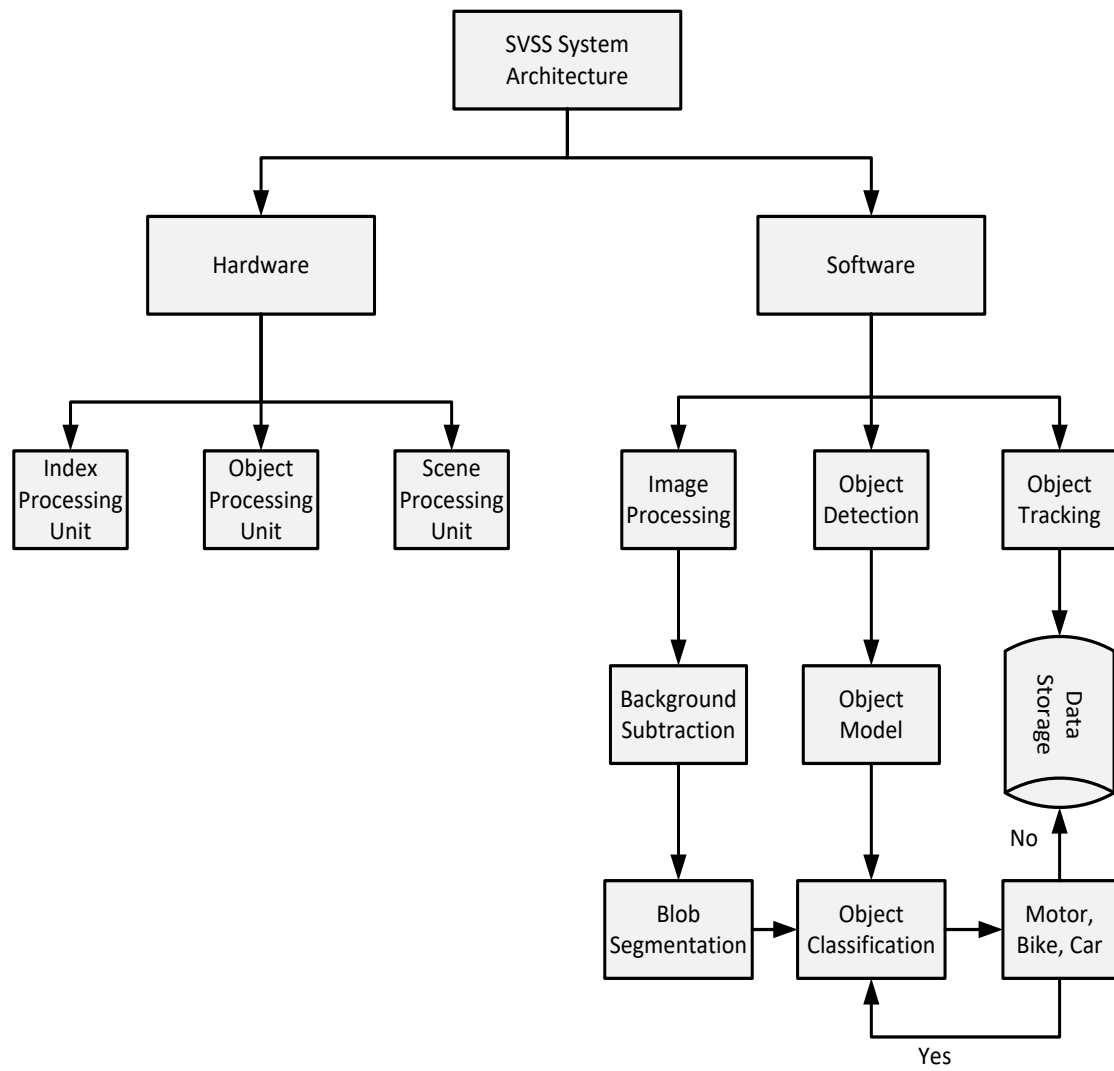 SVSS System
Architecture
Hardware
Software
Index
Processing
Unit
Object
Processing
Unit
Scene
Processing
Unit
Image
Processing
Object
Detection
Object
Tracking
Background
Subtraction
Object
Model
Data
Storage
No
Blob
Segmentation
Object
Classification
Motor,
Bike, Car
Yes